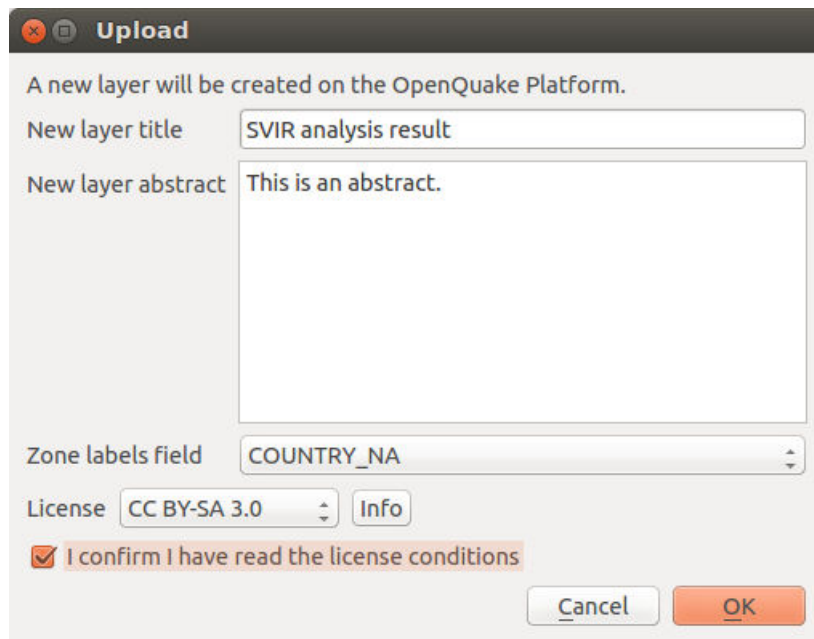 Upload
A new layer will be created on the OpenQuake Platform.
New layer title SVIR analysis result
New layer abstract This is an abstract.
Zone labels field COUNTRY_NA
License CC BY-SA 3.0 Info
I confirm I have read the license conditions
Cancel OK